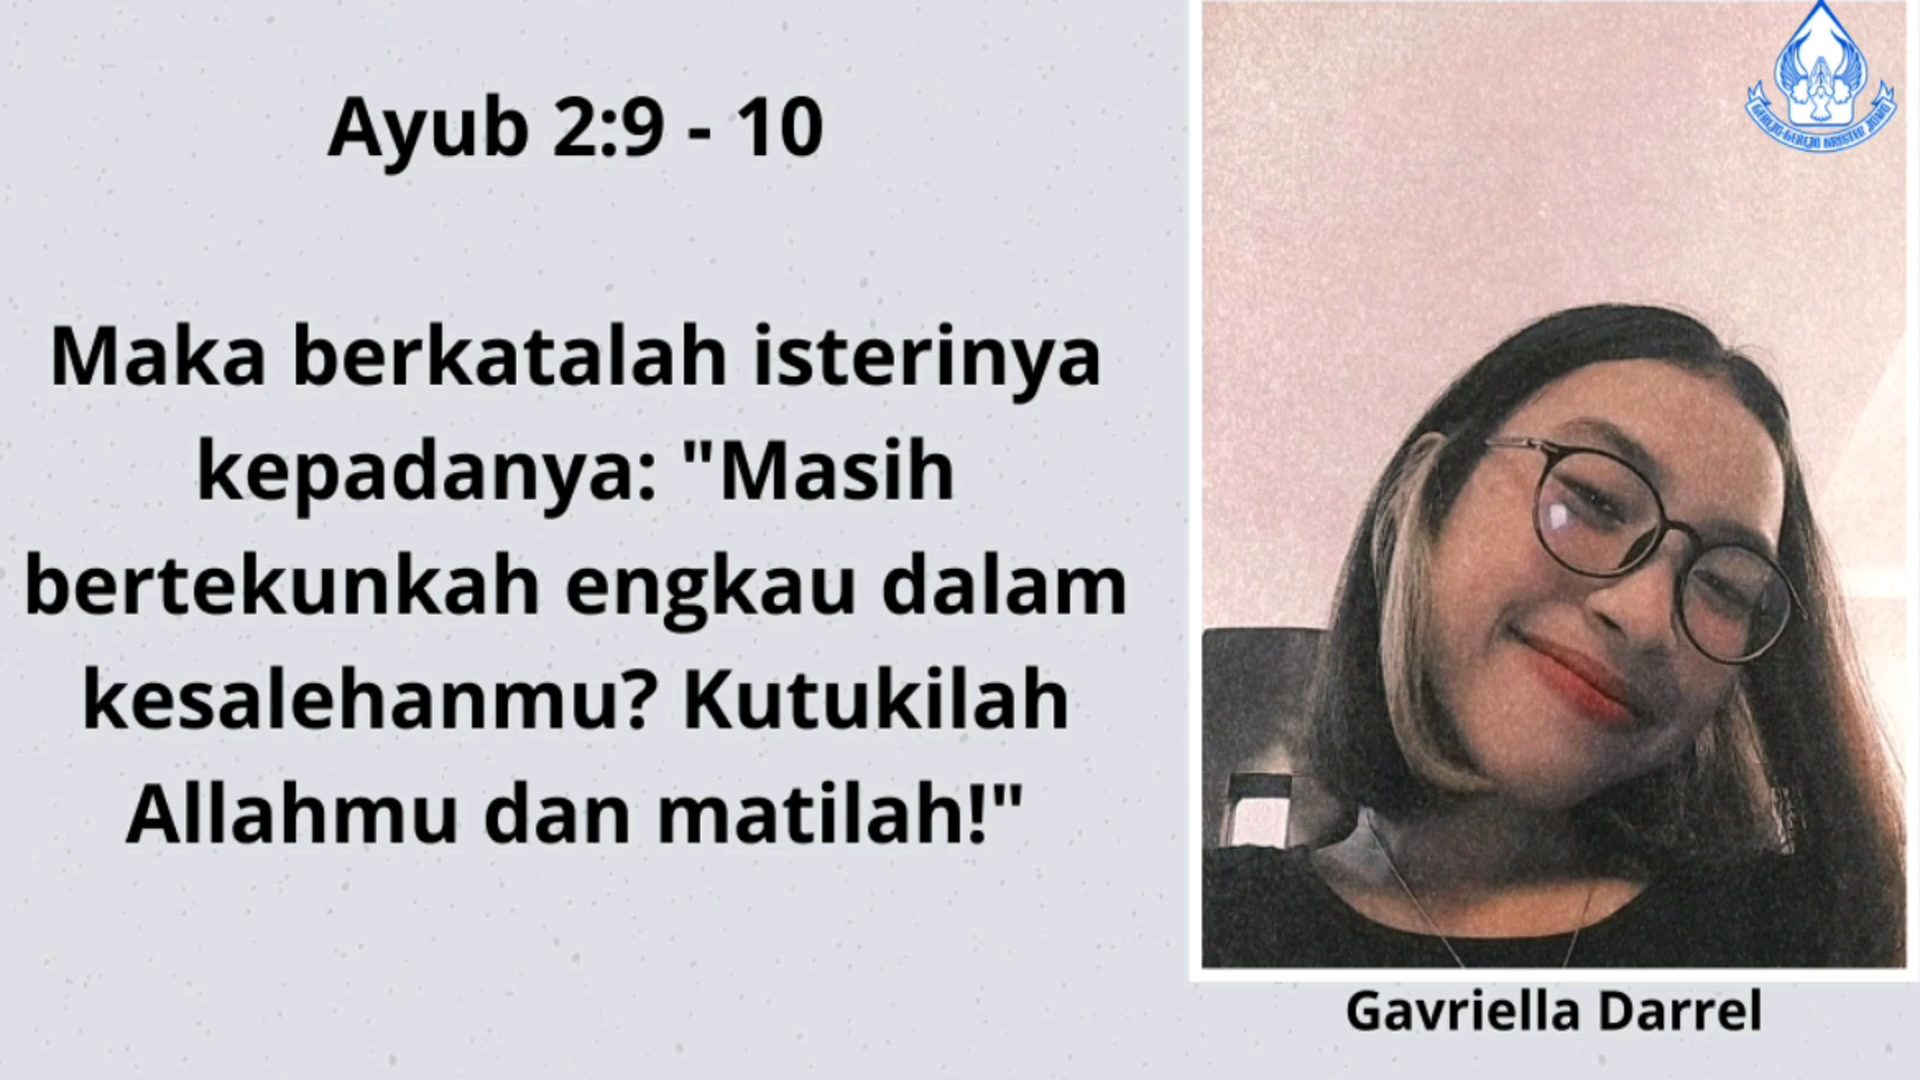 Ayub 2:9 - 10
Maka berkatalah isterinya
kepadanya: "Masih
bertekunkah engkau dalam
kesalehanmu? Kutukilah
Allahmu dan matilah!"
Gavriella Darrel